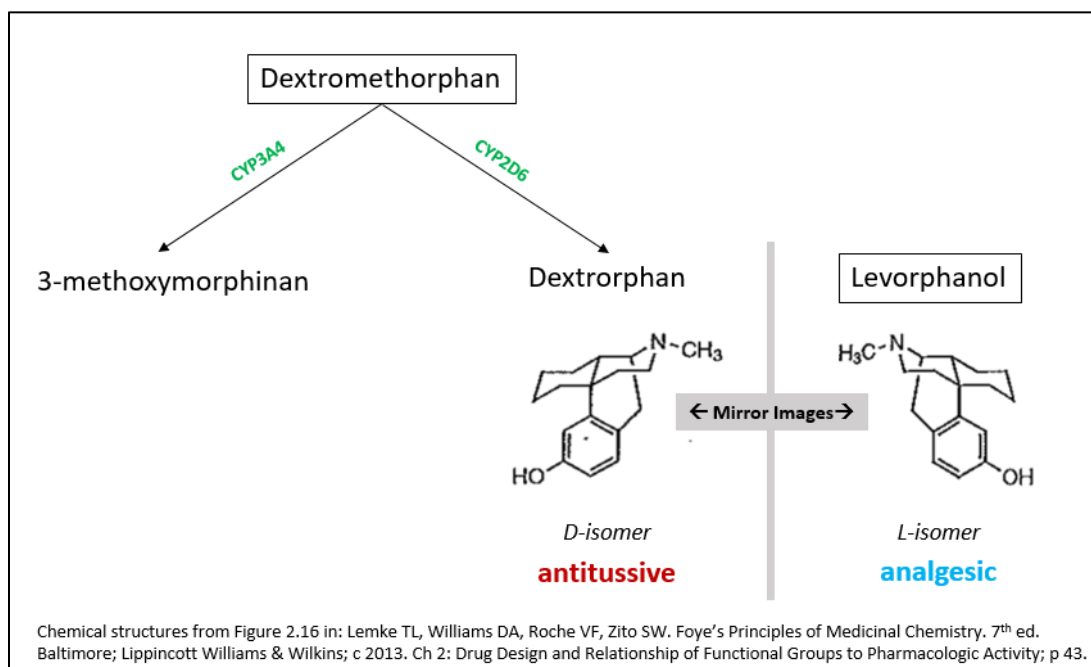 Dextromethorphan
CYP3A4
CYP2D6
3-methoxymorphinan
Dextrorphan
Levorphanol
N-CH₃
H₃C-N
← Mirror Images→
HO
OH
D-isomer
L-isomer
antitussive
analgesic
Chemical structures from Figure 2.16 in: Lemke TL, Williams DA, Roche VF, Zito SW. Foye's Principles of Medicinal Chemistry. 7th ed.
Baltimore; Lippincott Williams & Wilkins; c 2013. Ch 2: Drug Design and Relationship of Functional Groups to Pharmacologic Activity; p 43.